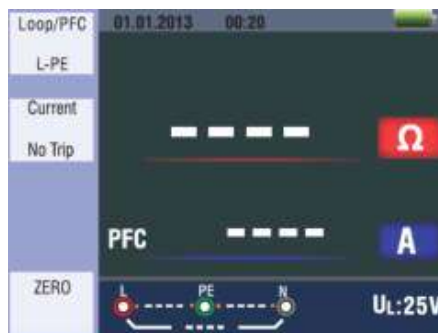 Loop/PFC
01.01.2013 00:20
L-PE
Current
No Trip
---- Ω
PFC ---- A
ZERO
L PE N
UL:25V